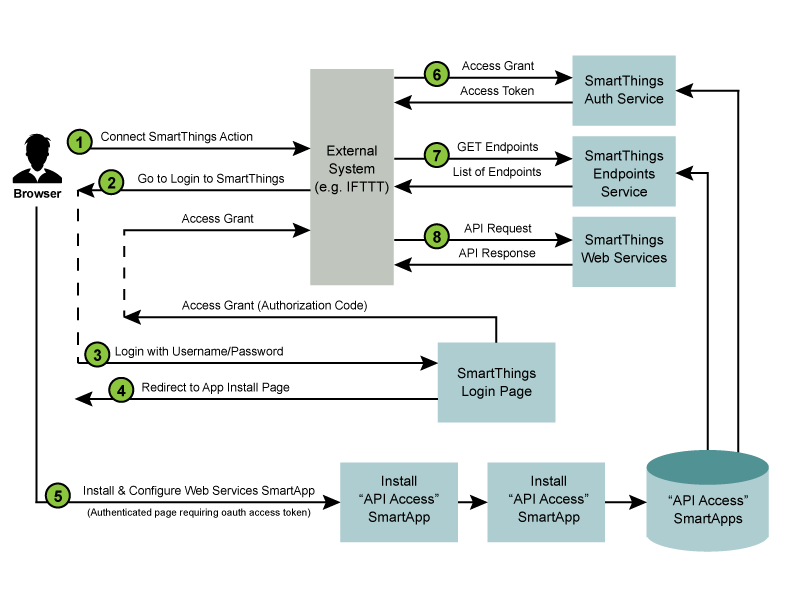 6
Access Grant
Access Token
SmartThings
Auth Service
1
Connect SmartThings Action
External
System
(e.g. IFTTT)
7
GET Endpoints
List of Endpoints
SmartThings
Endpoints
Service
Browser
2
Go to Login to SmartThings
Access Grant
8
API Request
API Response
SmartThings
Web Services
Access Grant (Authorization Code)
3
Login with Username/Password
4
Redirect to App Install Page
SmartThings
Login Page
5
Install & Configure Web Services SmartApp
(Authenticated page requiring oauth access token)
Install
“API Access”
SmartApp
Install
“API Access”
SmartApp
“API Access”
SmartApps